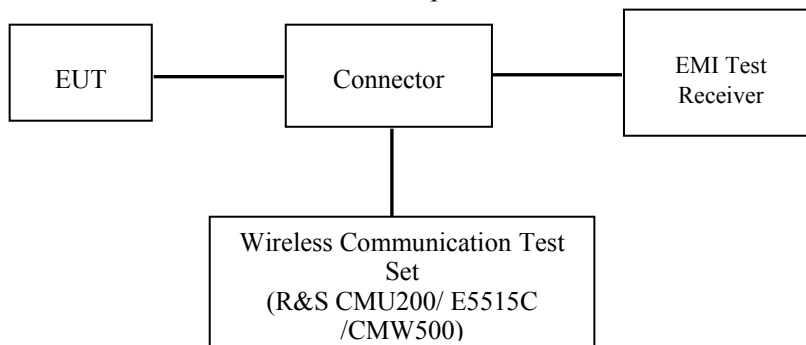 EUT
Connector
EMI Test
Receiver
Wireless Communication Test
Set
(R&S CMU200/ E5515C
/CMW500)